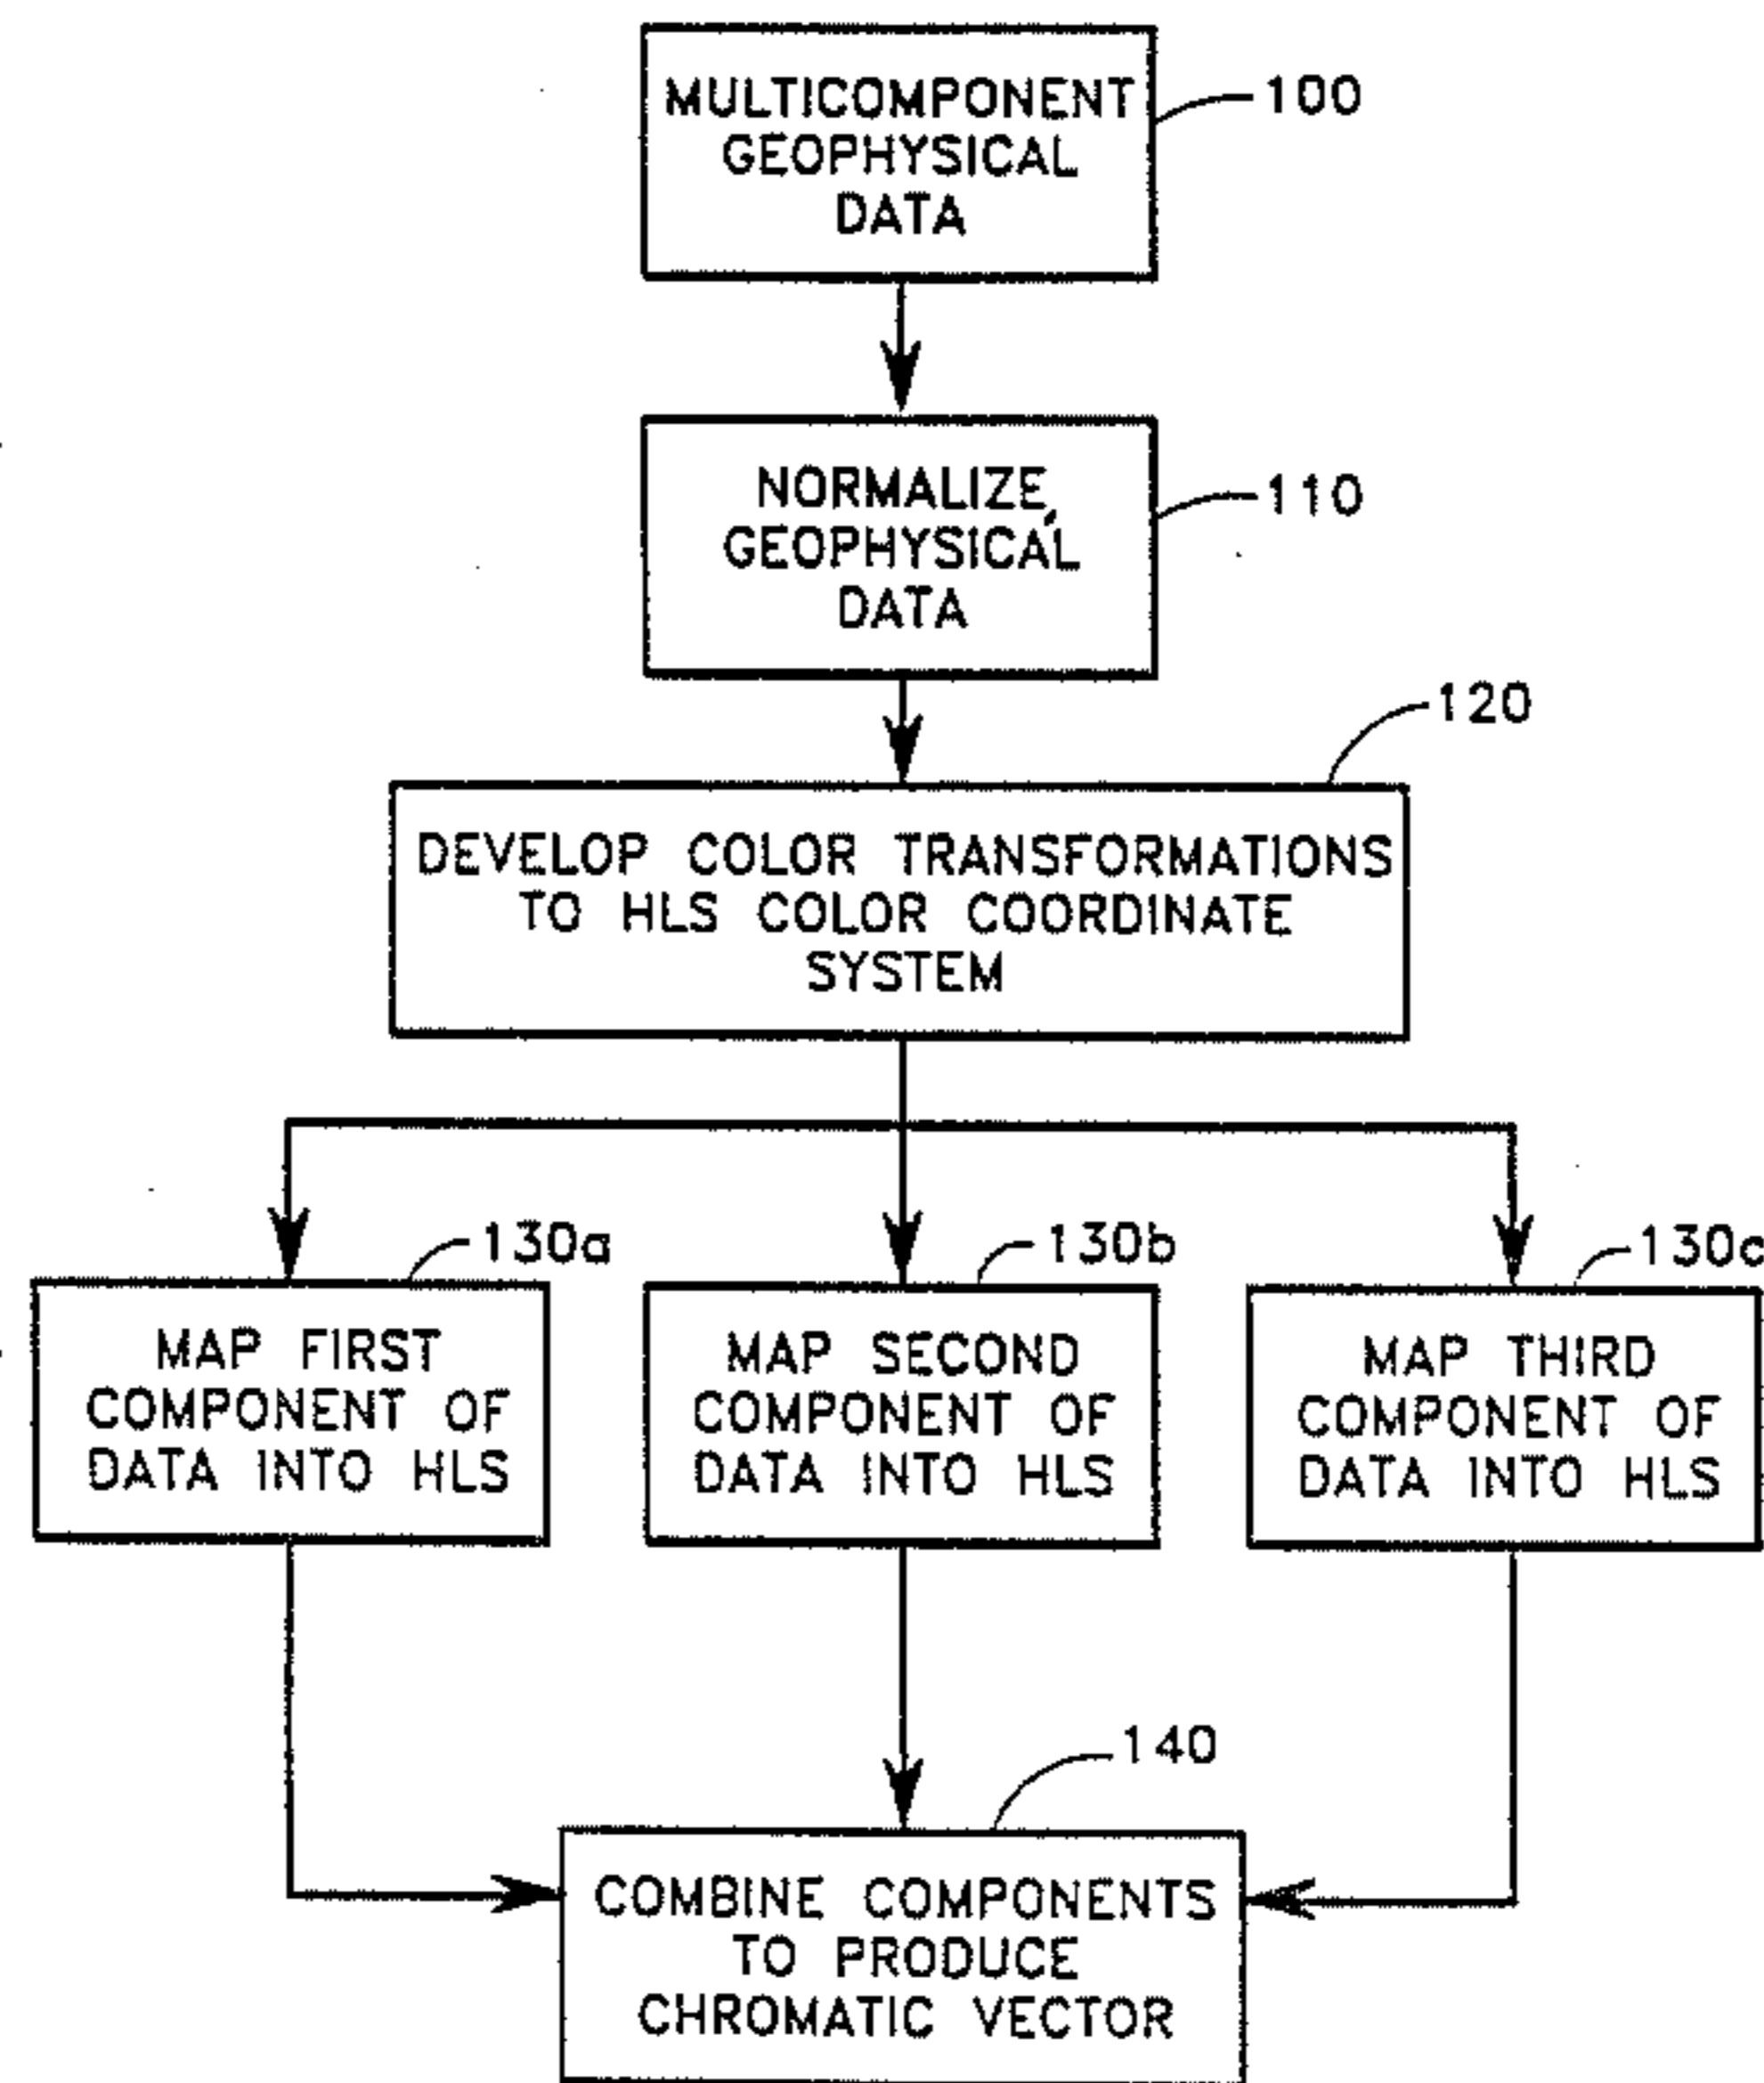 MULTICOMPONENT
GEOPHYSICAL
DATA
100
NORMALIZE
GEOPHYSICAL
DATA
110
120
DEVELOP COLOR TRANSFORMATIONS
TO HLS COLOR COORDINATE
SYSTEM
130a
130b
130c
MAP FIRST
COMPONENT OF
DATA INTO HLS
MAP SECOND
COMPONENT OF
DATA INTO HLS
MAP THIRD
COMPONENT OF
DATA INTO HLS
140
COMBINE COMPONENTS
TO PRODUCE
CHROMATIC VECTOR